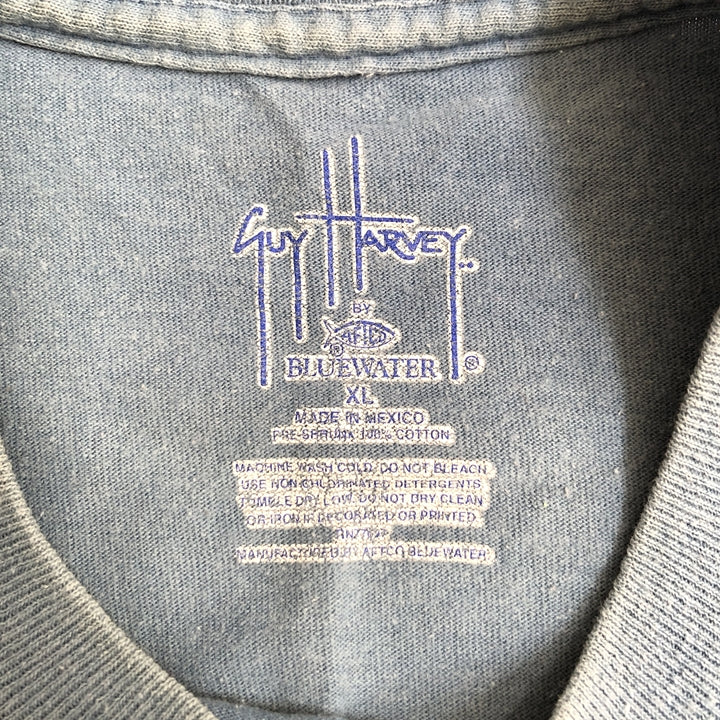 GUY HARVEY
BY
AFTCO
®
BLUEWATER ®
XL
MADE IN MEXICO
PRE-SHRUNK 100% COTTON
MACHINE WASH COLD, DO NOT BLEACH
USE NON CHLORINATED DETERGENTS
TUMBLE DRY LOW. DO NOT DRY CLEAN
OR IRON IF DECORATED OR PRINTED
MANUFACTURED BY AFTCO BLUEWATER